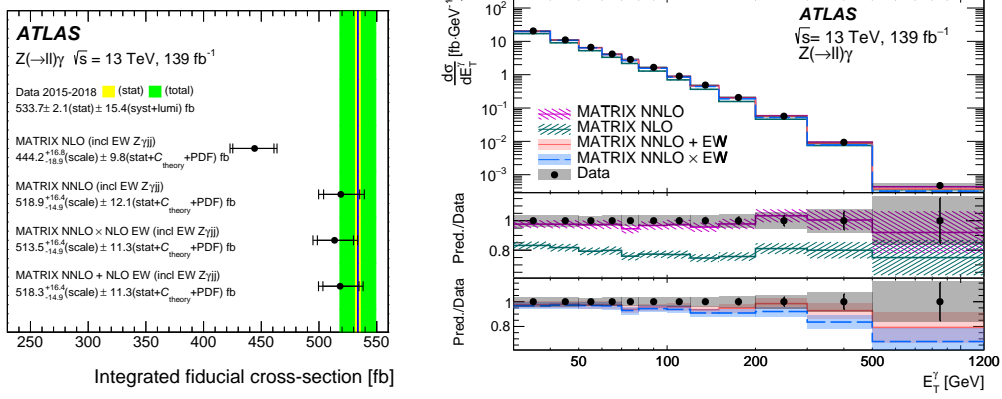 ATLAS
Z(→ll)γ √s = 13 TeV, 139 fb⁻¹
Data 2015-2018 (stat) (total)
533.7± 2.1(stat)± 15.4(syst+lumi) fb
MATRIX NLO (incl EW Zγjj)
444.2 +16.8 -18.9 (scale) ± 9.8(stat+C_theory+PDF) fb
MATRIX NNLO (incl EW Zγjj)
518.9 +16.4 -14.9 (scale) ± 12.1(stat+C_theory+PDF) fb
MATRIX NNLO × NLO EW (incl EW Zγjj)
513.5 +16.4 -14.9 (scale) ± 11.3(stat+C_theory+PDF) fb
MATRIX NNLO + NLO EW (incl EW Zγjj)
518.3 +16.4 -14.9 (scale) ± 11.3(stat+C_theory+PDF) fb
250 300 350 400 450 500 550
Integrated fiducial cross-section [fb]
dσ/dE_T^γ [fb·GeV⁻¹]
10²
10
1
10⁻¹
10⁻²
10⁻³
ATLAS
√s= 13 TeV, 139 fb⁻¹
Z(→ll)γ
MATRIX NNLO
MATRIX NLO
MATRIX NNLO + EW
MATRIX NNLO × EW
Data
Pred./Data
1
0.8
Pred./Data
1
0.8
50 100 200 500 1200
E_T^γ [GeV]